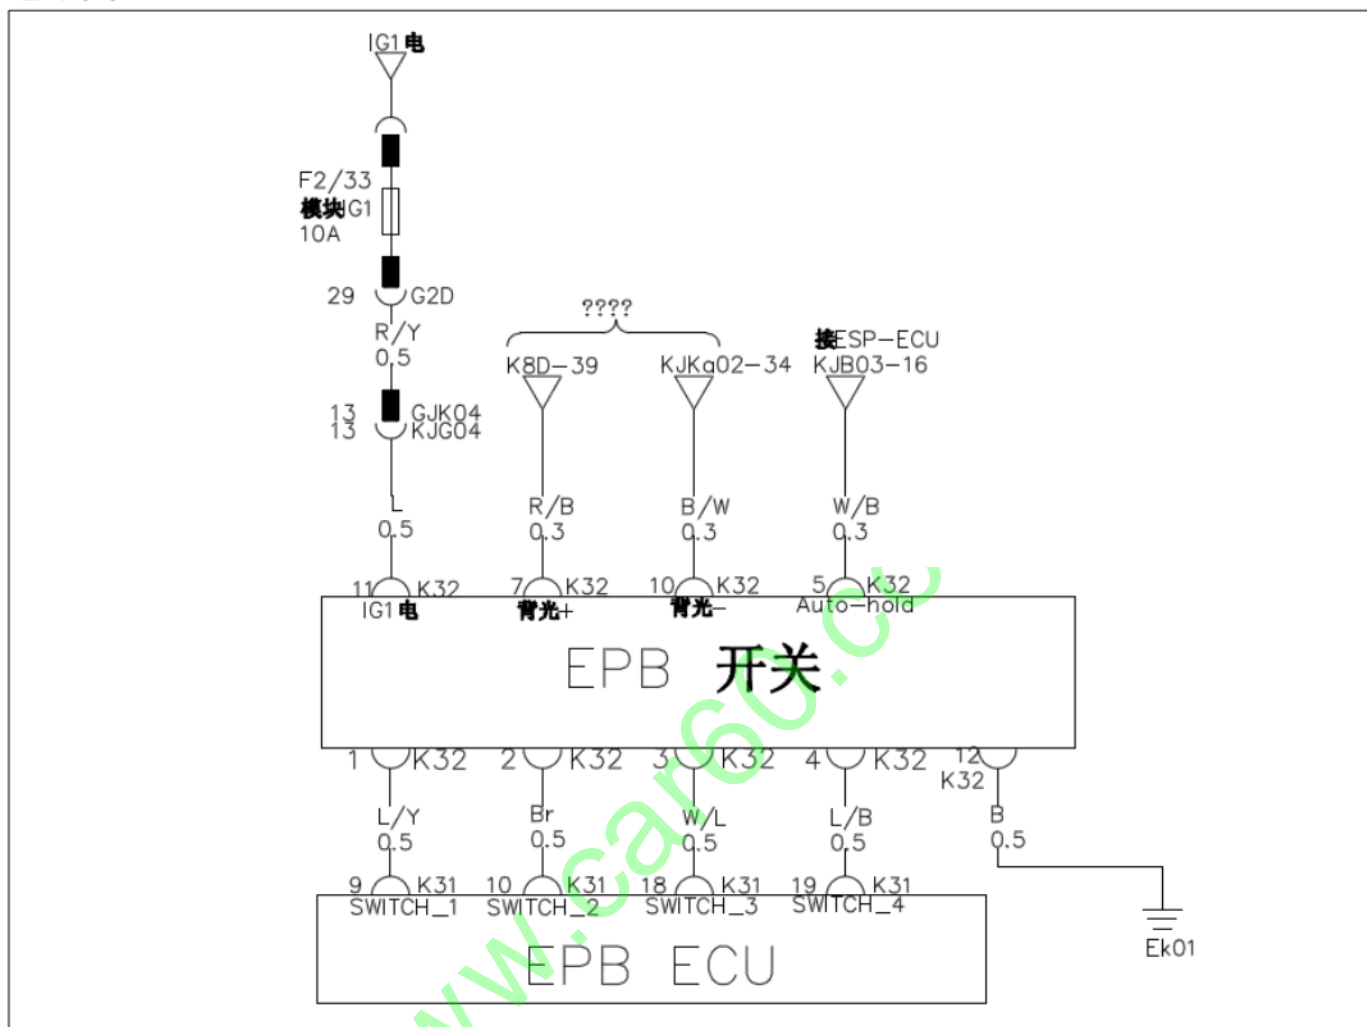 IG1电
F2/33
模块IG1
10A
29 G2D
R/Y
0.5
13 GJK04
13 KJG04
L
0.5
????
K8D-39
KJKa02-34
接ESP-ECU
KJB03-16
R/B
0.3
B/W
0.3
W/B
0.3
11 K32
7 K32
10 K32
5 K32
IG1电
背光+
背光-
Auto-hold
EPB 开关
1 K32
2 K32
3 K32
4 K32
12
K32
L/Y
0.5
Br
0.5
W/L
0.5
L/B
0.5
B
0.5
9 K31
10 K31
18 K31
19 K31
SWITCH_1
SWITCH_2
SWITCH_3
SWITCH_4
EPB ECU
Ek01